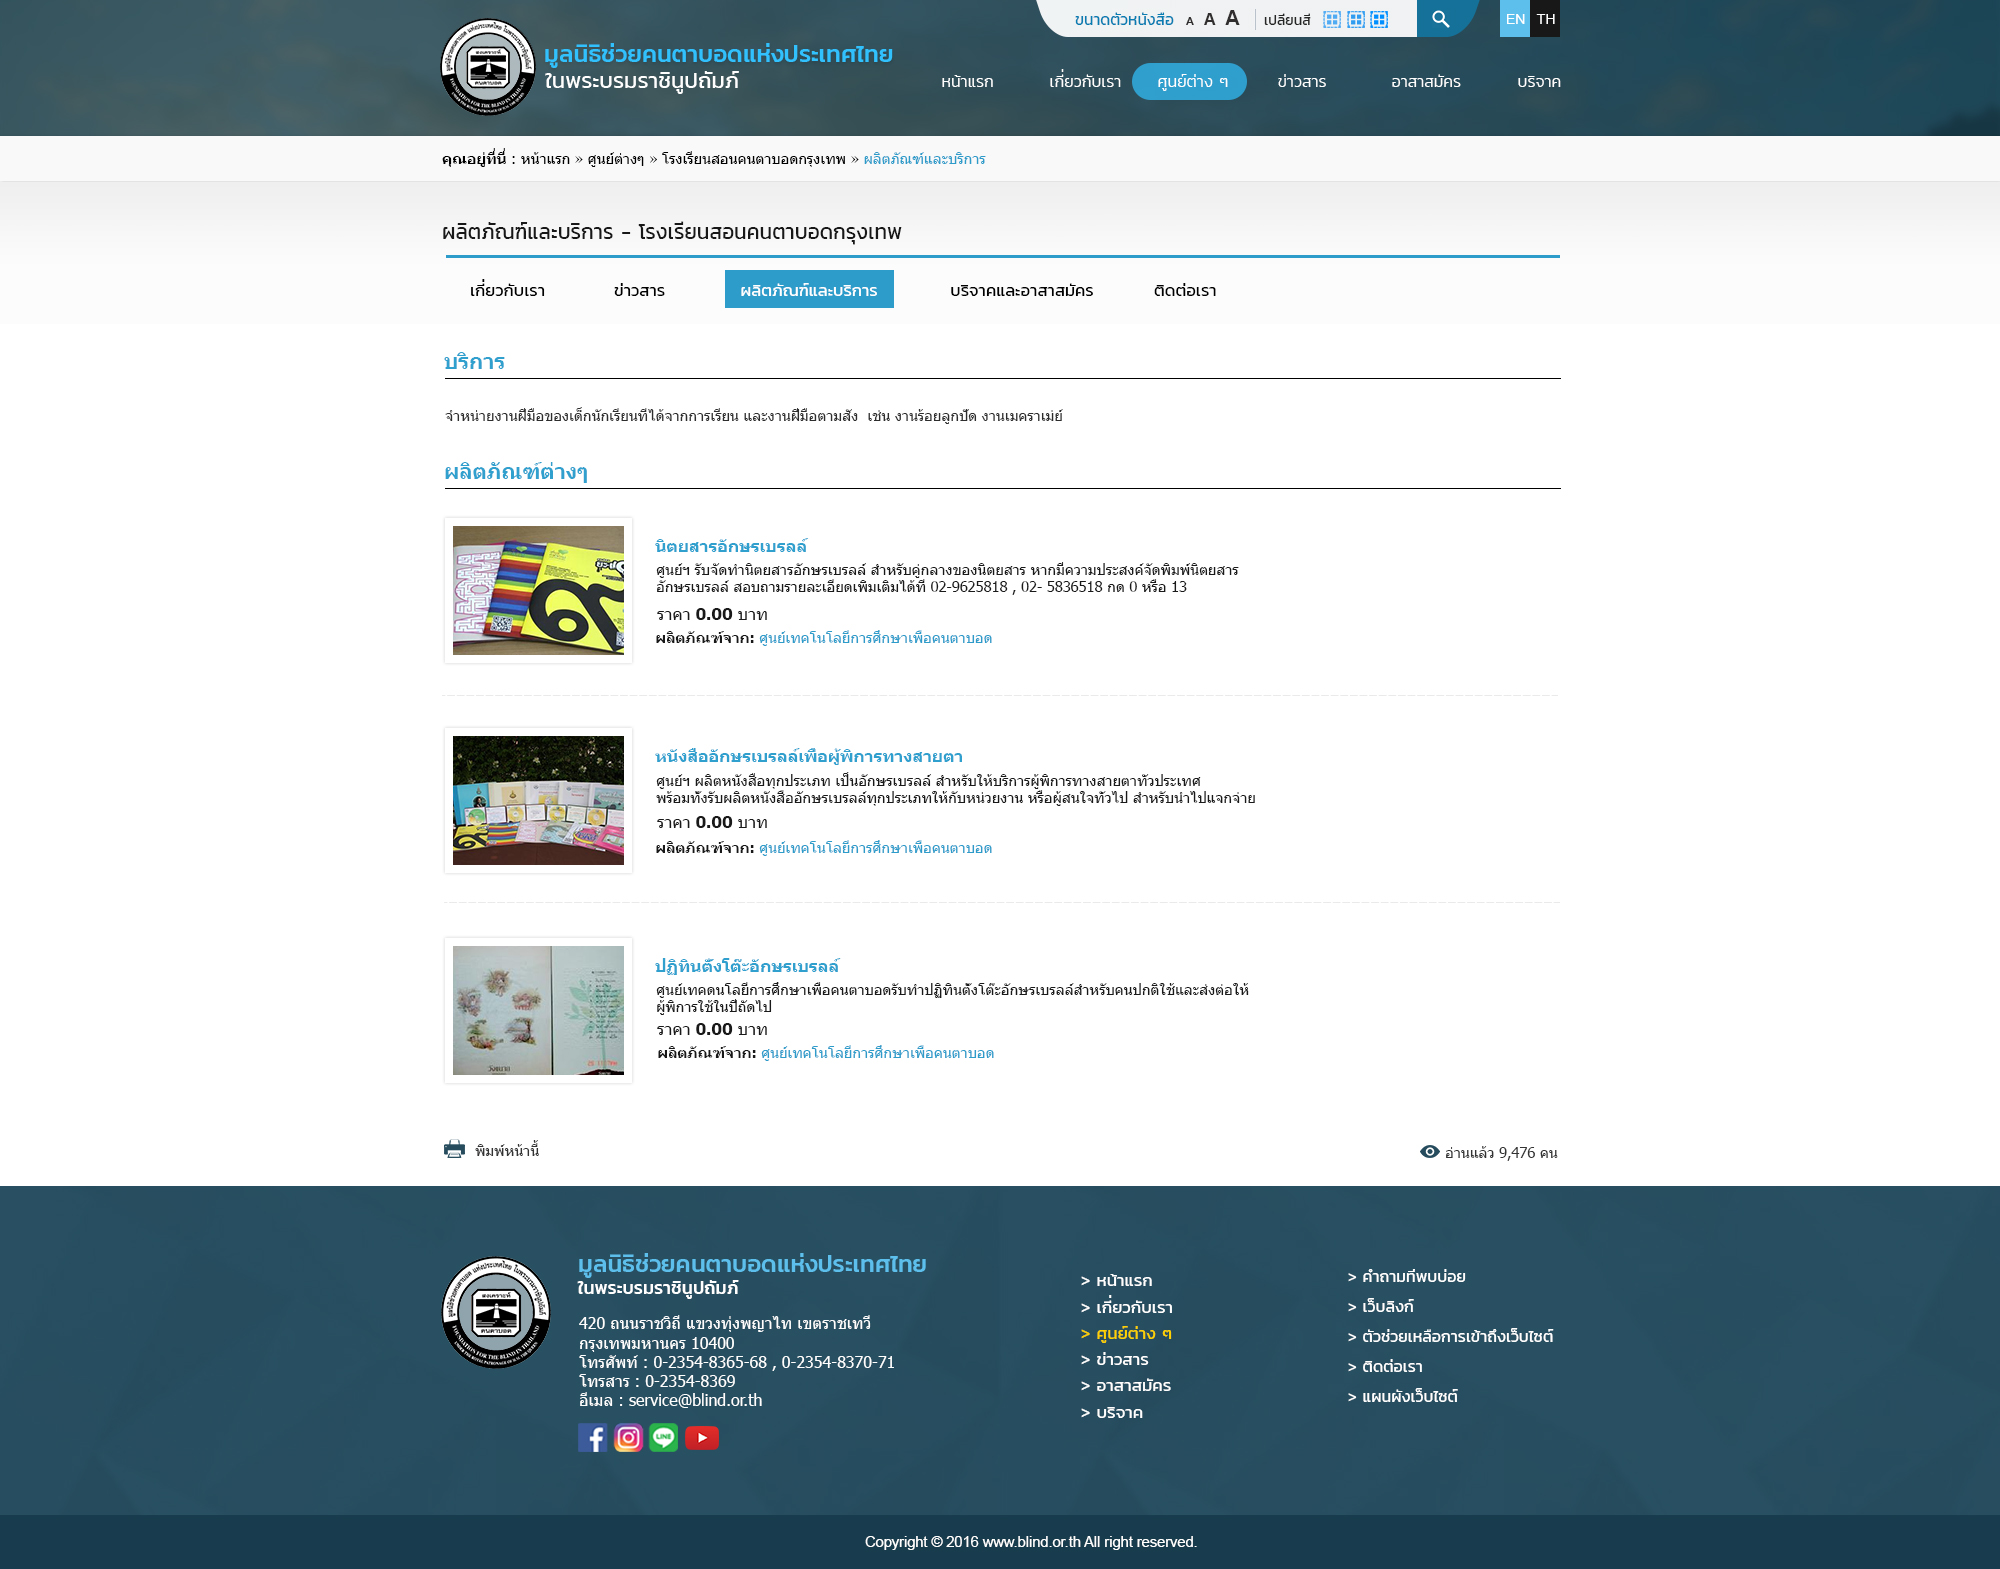 ขนาดตัวหนังสือ A A A เปลี่ยนสี EN TH
มูลนิธิช่วยคนตาบอดแห่งประเทศไทย
ในพระบรมราชินูปถัมภ์
หน้าแรก เกี่ยวกับเรา ศูนย์ต่าง ๆ ข่าวสาร อาสาสมัคร บริจาค
คุณอยู่ที่นี่ : หน้าแรก » ศูนย์ต่างๆ » โรงเรียนสอนคนตาบอดกรุงเทพ » ผลิตภัณฑ์และบริการ
ผลิตภัณฑ์และบริการ - โรงเรียนสอนคนตาบอดกรุงเทพ
เกี่ยวกับเรา ข่าวสาร ผลิตภัณฑ์และบริการ บริจาคและอาสาสมัคร ติดต่อเรา
บริการ
จำหน่ายงานฝีมือของเด็กนักเรียนที่ได้จากการเรียน และงานฝีมือตามสั่ง เช่น งานร้อยลูกปัด งานเมคราเม่ย์
ผลิตภัณฑ์ต่างๆ
นิตยสารอักษรเบรลล์
ศูนย์ฯ รับจัดทำนิตยสารอักษรเบรลล์ สำหรับคู่กลางของนิตยสาร หากมีความประสงค์จัดพิมพ์นิตยสาร
อักษรเบรลล์ สอบถามรายละเอียดเพิ่มเติมได้ที่ 02-9625818 , 02- 5836518 กด 0 หรือ 13
ราคา 0.00 บาท
ผลิตภัณฑ์จาก: ศูนย์เทคโนโลยีการศึกษาเพื่อคนตาบอด
หนังสืออักษรเบรลล์เพื่อผู้พิการทางสายตา
ศูนย์ฯ ผลิตหนังสือทุกประเภท เป็นอักษรเบรลล์ สำหรับให้บริการผู้พิการทางสายตาทั่วประเทศ
พร้อมทั้งรับผลิตหนังสืออักษรเบรลล์ทุกประเภทให้กับหน่วยงาน หรือผู้สนใจทั่วไป สำหรับนำไปแจกจ่าย
ราคา 0.00 บาท
ผลิตภัณฑ์จาก: ศูนย์เทคโนโลยีการศึกษาเพื่อคนตาบอด
ปฏิทินตั้งโต๊ะอักษรเบรลล์
ศูนย์เทคดนโลยีการศึกษาเพื่อคนตาบอดรับทำปฏิทินตั้งโต๊ะอักษรเบรลล์สำหรับคนปกติใช้และส่งต่อให้
ผู้พิการใช้ในปีถัดไป
ราคา 0.00 บาท
ผลิตภัณฑ์จาก: ศูนย์เทคโนโลยีการศึกษาเพื่อคนตาบอด
พิมพ์หน้านี้
อ่านแล้ว 9,476 คน
มูลนิธิช่วยคนตาบอดแห่งประเทศไทย
ในพระบรมราชินูปถัมภ์
420 ถนนราชวิถี แขวงทุ่งพญาไท เขตราชเทวี
กรุงเทพมหานคร 10400
โทรศัพท์ : 0-2354-8365-68 , 0-2354-8370-71
โทรสาร : 0-2354-8369
อีเมล : service@blind.or.th
LINE
> หน้าแรก
> เกี่ยวกับเรา
> ศูนย์ต่าง ๆ
> ข่าวสาร
> อาสาสมัคร
> บริจาค
> คำถามที่พบบ่อย
> เว็บลิงก์
> ตัวช่วยเหลือการเข้าถึงเว็บไซต์
> ติดต่อเรา
> แผนผังเว็บไซต์
Copyright © 2016 www.blind.or.th All right reserved.